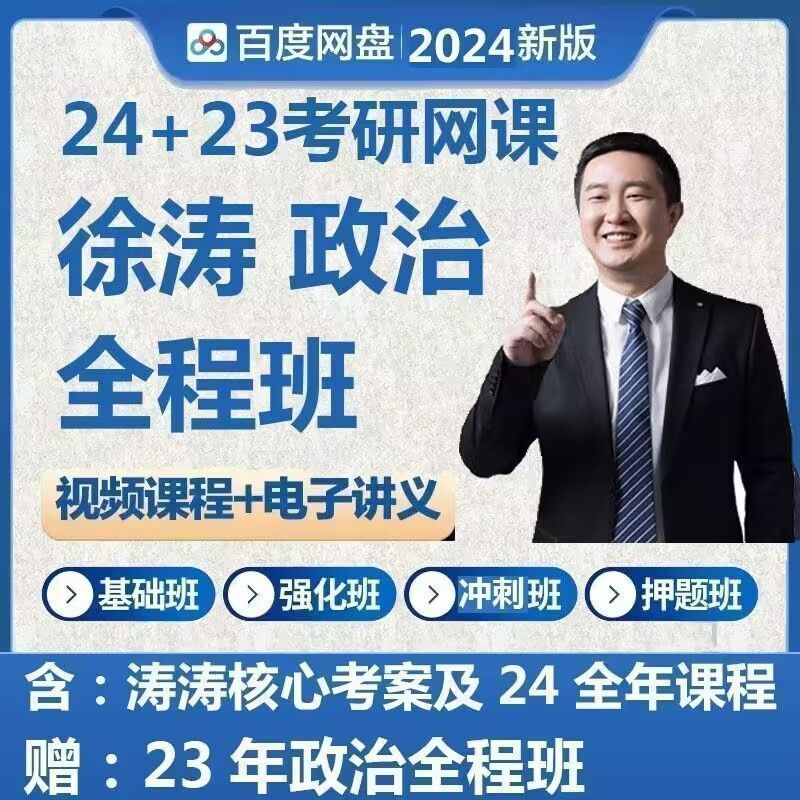 百度网盘 | 2024新版
24+23考研网课
徐涛 政治
全程班
视频课程+电子讲义
基础班 强化班 冲刺班 押题班
含：涛涛核心考案及 24 全年课程
赠：23 年政治全程班